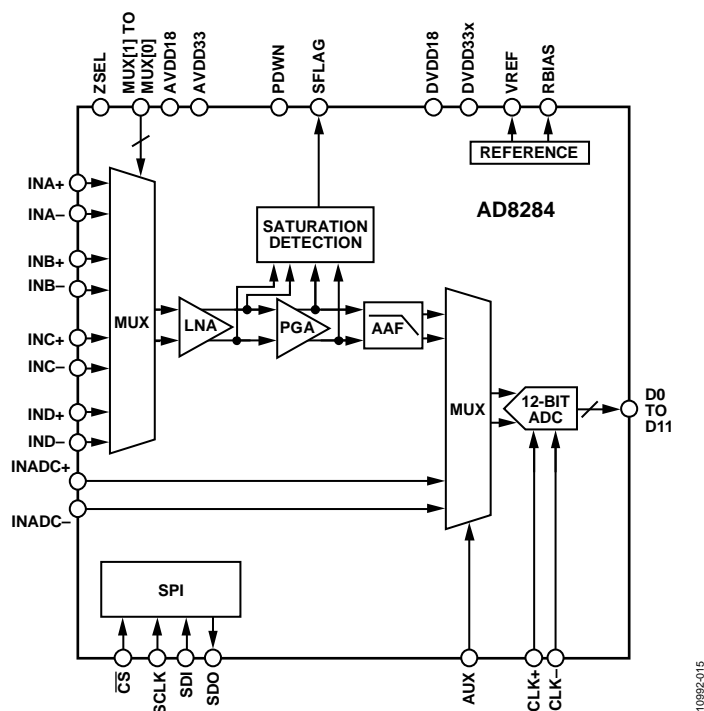 ZSEL
MUX[1] TO
MUX[0]
AVDD18
AVDD33
PDWN
SFLAG
DVDD18
DVDD33x
VREF
RBIAS
REFERENCE
AD8284
INA+
INA–
INB+
INB–
INC+
INC–
IND+
IND–
INADC+
INADC–
SATURATION
DETECTION
MUX
LNA
PGA
AAF
MUX
12-BIT
ADC
D0
TO
D11
SPI
CS
SCLK
SDI
SDO
AUX
CLK+
CLK–
10992-015